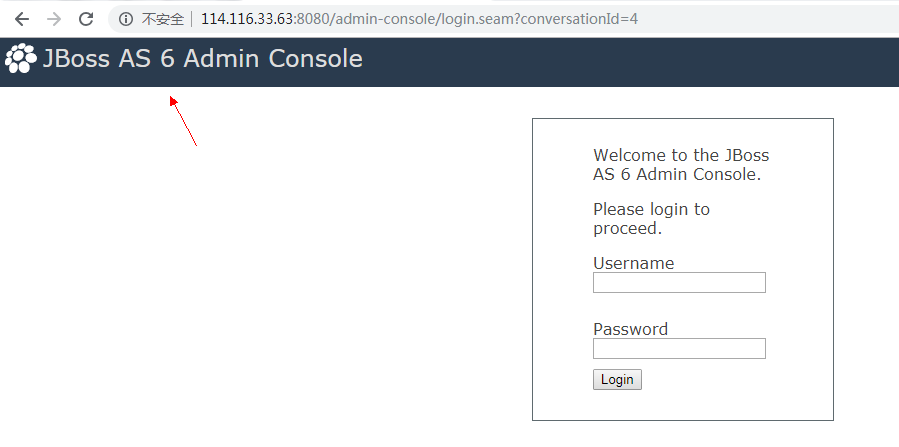 不安全 | 114.116.33.63:8080/admin-console/login.seam?conversationId=4
JBoss AS 6 Admin Console
Welcome to the JBoss
AS 6 Admin Console.
Please login to
proceed.
Username
Password
Login